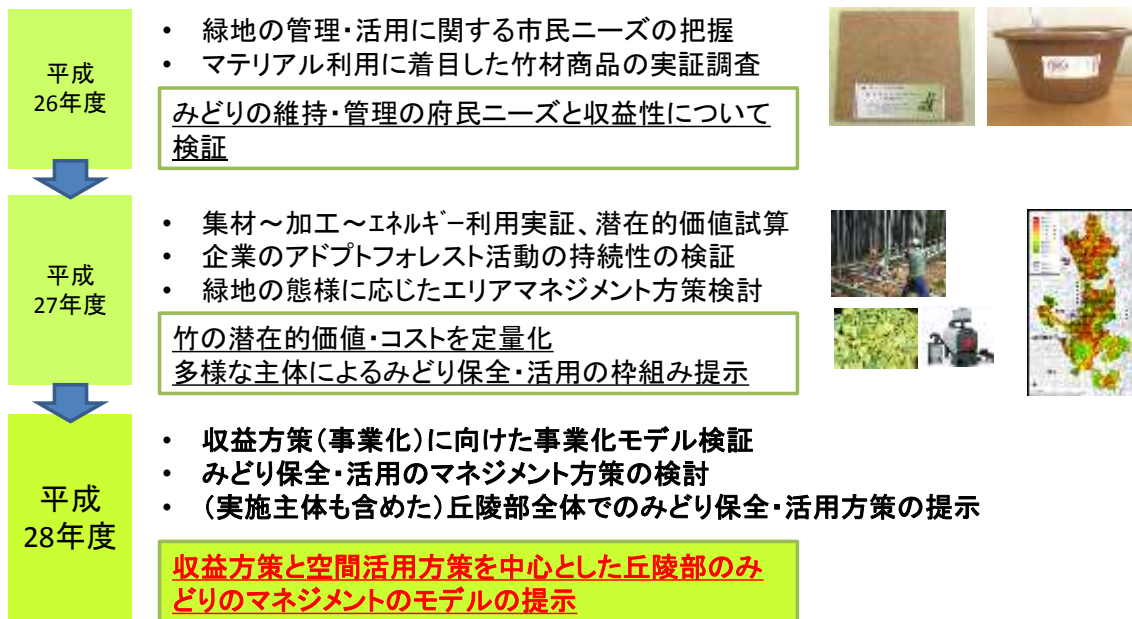 平成
26年度
・ 緑地の管理・活用に関する市民ニーズの把握
・ マテリアル利用に着目した竹材商品の実証調査
みどりの維持・管理の府民ニーズと収益性について
検証
平成
27年度
・ 集材～加工～ｴﾈﾙｷﾞｰ利用実証、潜在的価値試算
・ 企業のアドプトフォレスト活動の持続性の検証
・ 緑地の態様に応じたエリアマネジメント方策検討
竹の潜在的価値・コストを定量化
多様な主体によるみどり保全・活用の枠組み提示
平成
28年度
・ 収益方策（事業化）に向けた事業化モデル検証
・ みどり保全・活用のマネジメント方策の検討
・ （実施主体も含めた）丘陵部全体でのみどり保全・活用方策の提示
収益方策と空間活用方策を中心とした丘陵部のみ
どりのマネジメントのモデルの提示